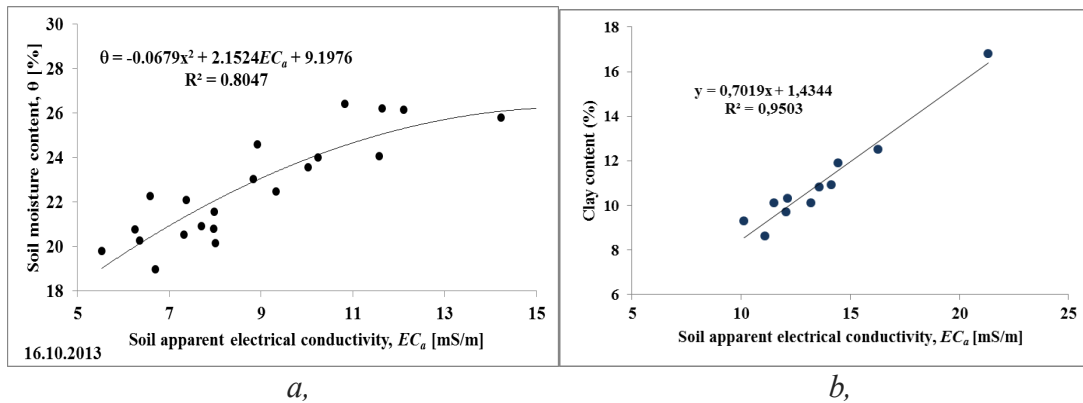 30
28
26
24
22
20
18
θ = -0.0679x² + 2.1524ECₐ + 9.1976
R² = 0.8047
Soil moisture content, θ [%]
5 7 9 11 13 15
Soil apparent electrical conductivity, ECₐ [mS/m]
16.10.2013
a,
18
16
14
12
10
8
6
y = 0,7019x + 1,4344
R² = 0,9503
Clay content (%)
5 10 15 20 25
Soil apparent electrical conductivity, ECₐ [mS/m]
b,